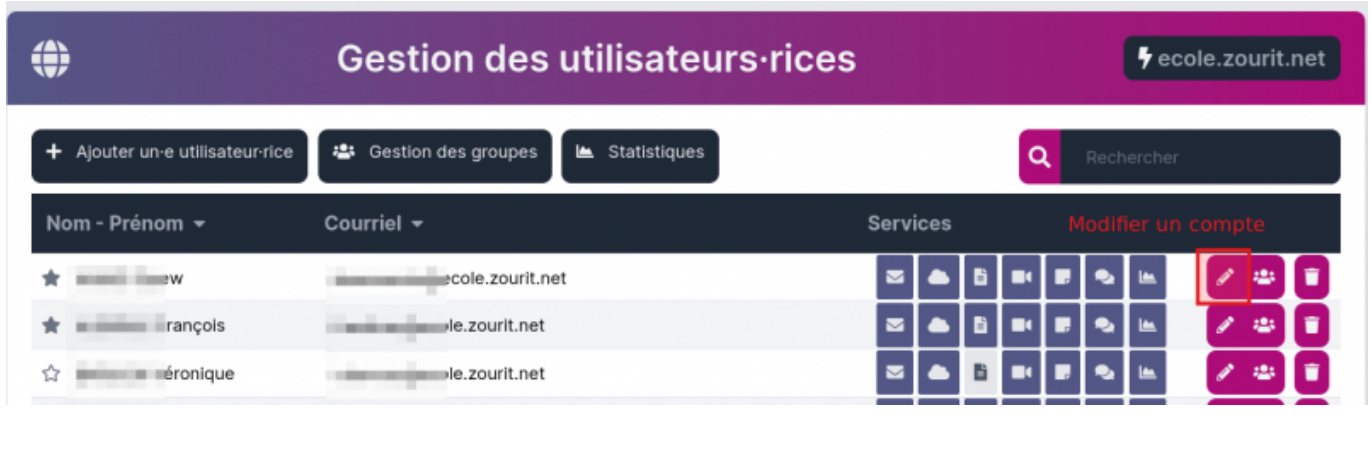 Gestion des utilisateurs·rices
ecole.zourit.net
Ajouter un·e utilisateur·rice Gestion des groupes Statistiques Rechercher
Nom - Prénom Courriel Services Modifier un compte
ew ecole.zourit.net
rançois le.zourit.net
éronique le.zourit.net